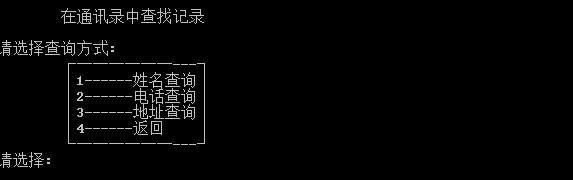 在通讯录中查找记录
请选择查询方式:
1------姓名查询
2------电话查询
3------地址查询
4------返回
请选择: